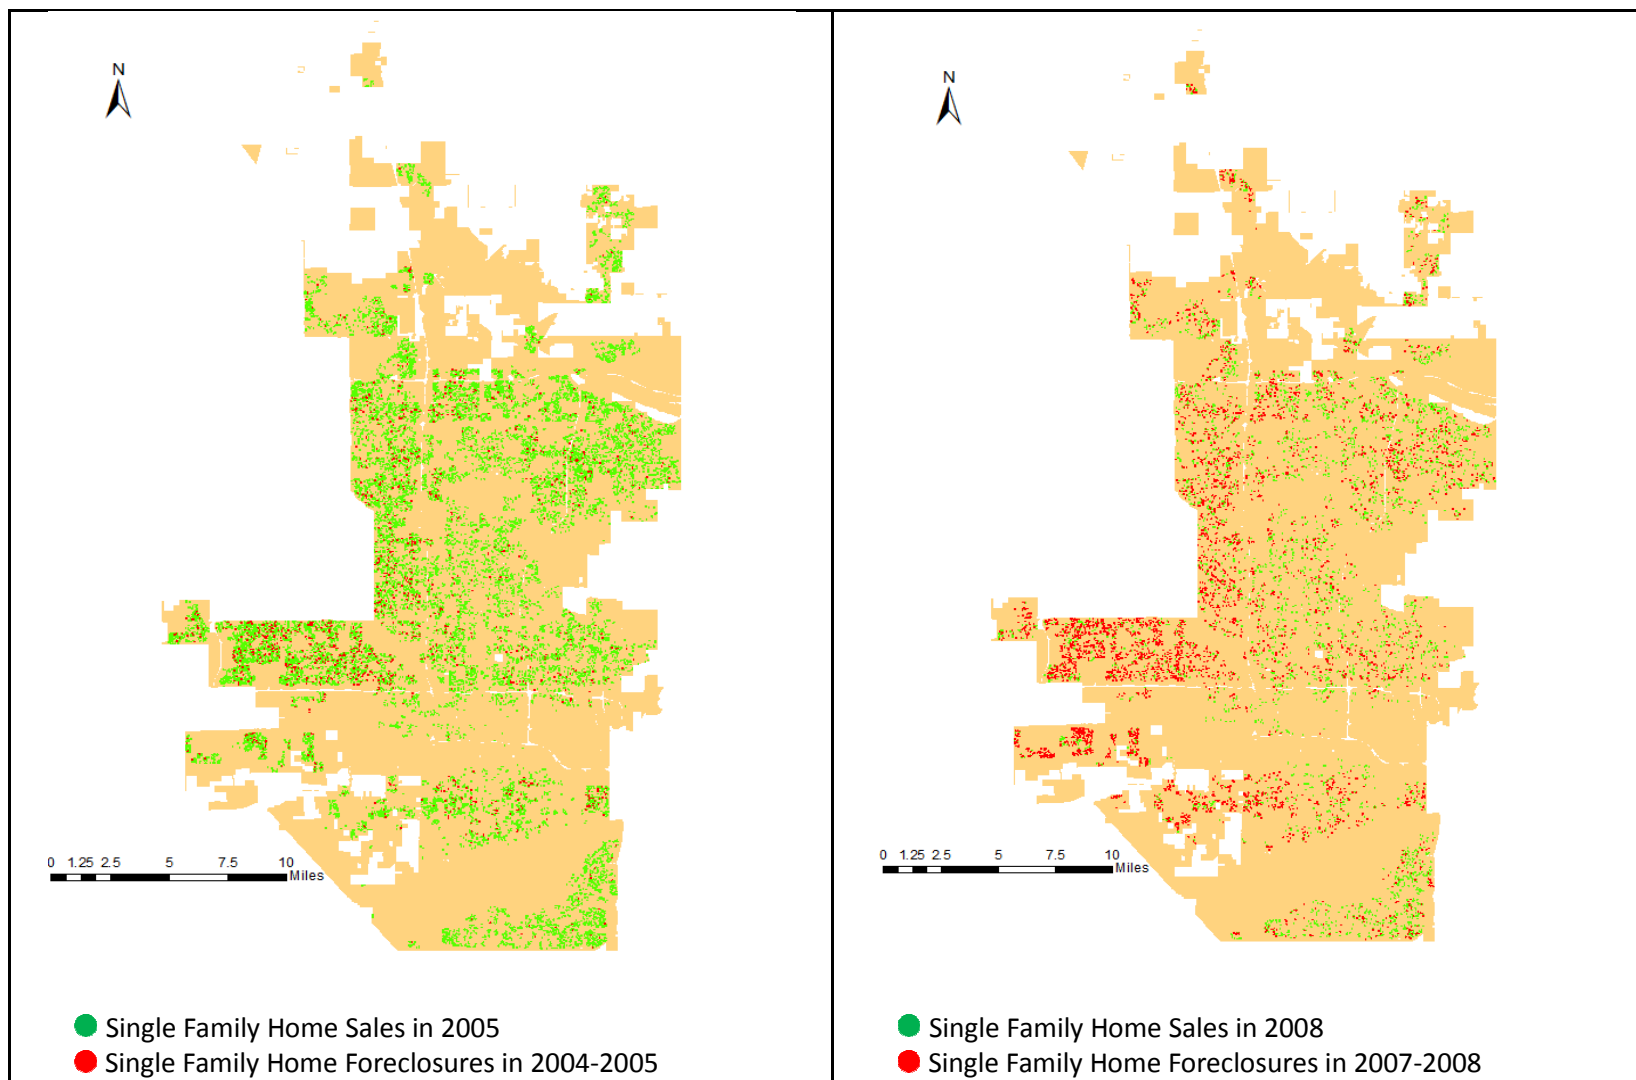 N
0 1.25 2.5 5 7.5 10
Miles
Single Family Home Sales in 2005
Single Family Home Foreclosures in 2004-2005
N
0 1.25 2.5 5 7.5 10
Miles
Single Family Home Sales in 2008
Single Family Home Foreclosures in 2007-2008